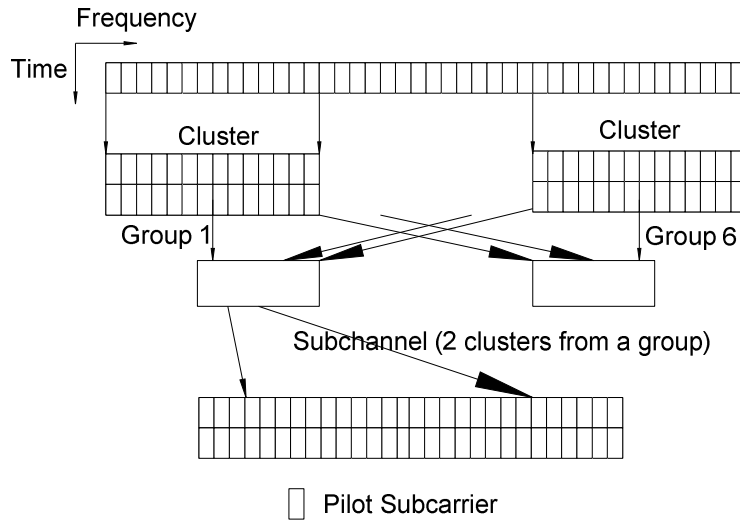 Frequency
Time
Cluster
Cluster
Group 1
Group 6
Subchannel (2 clusters from a group)
Pilot Subcarrier